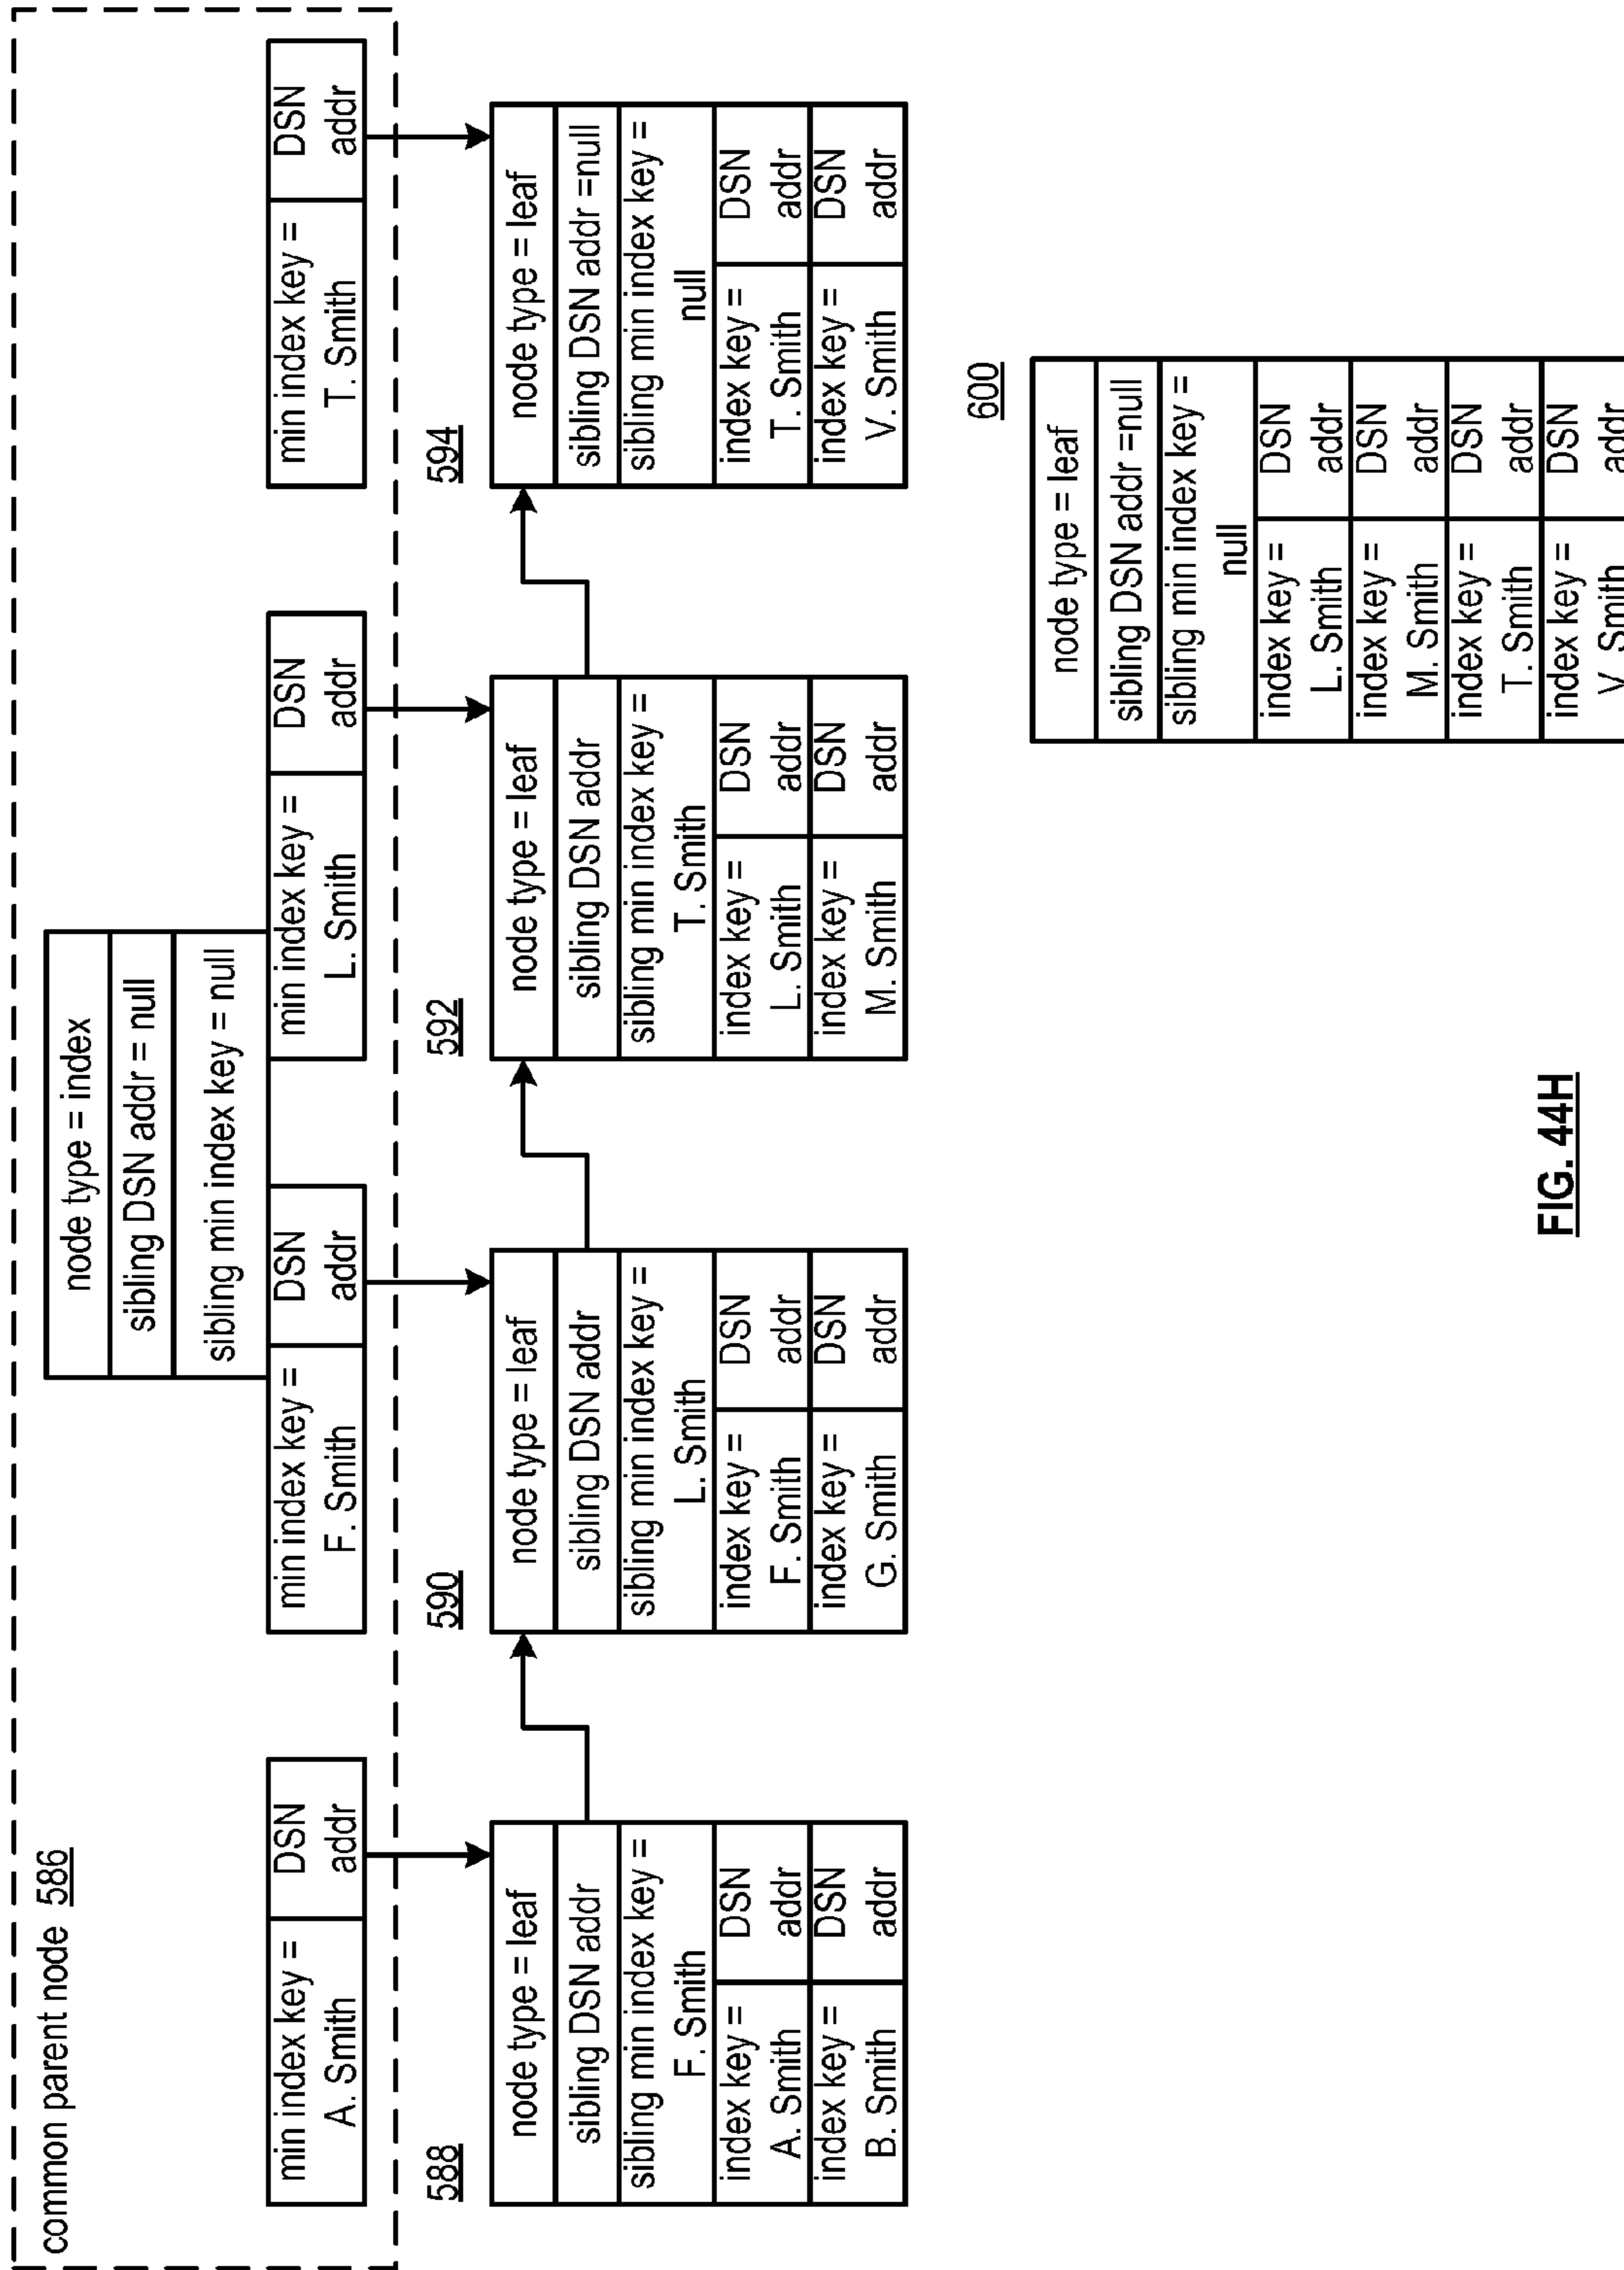 common parent node 586
node type = index
sibling DSN addr = null
sibling min index key = null
min index key =
A. Smith
DSN
addr
min index key =
F. Smith
DSN
addr
min index key =
L. Smith
DSN
addr
min index key =
T. Smith
DSN
addr
588
node type = leaf
sibling DSN addr
sibling min index key =
F. Smith
index key =
A. Smith
DSN
addr
index key =
B. Smith
DSN
addr
590
node type = leaf
sibling DSN addr
sibling min index key =
L. Smith
index key =
F. Smith
DSN
addr
index key =
G. Smith
DSN
addr
592
node type = leaf
sibling DSN addr
sibling min index key =
T. Smith
index key =
L. Smith
DSN
addr
index key =
M. Smith
DSN
addr
594
node type = leaf
sibling DSN addr =null
sibling min index key =
null
index key =
T. Smith
DSN
addr
index key =
V. Smith
DSN
addr
600
node type = leaf
sibling DSN addr =null
sibling min index key =
null
index key =
L. Smith
DSN
addr
index key =
M. Smith
DSN
addr
index key =
T. Smith
DSN
addr
index key =
V. Smith
DSN
addr
FIG. 44H